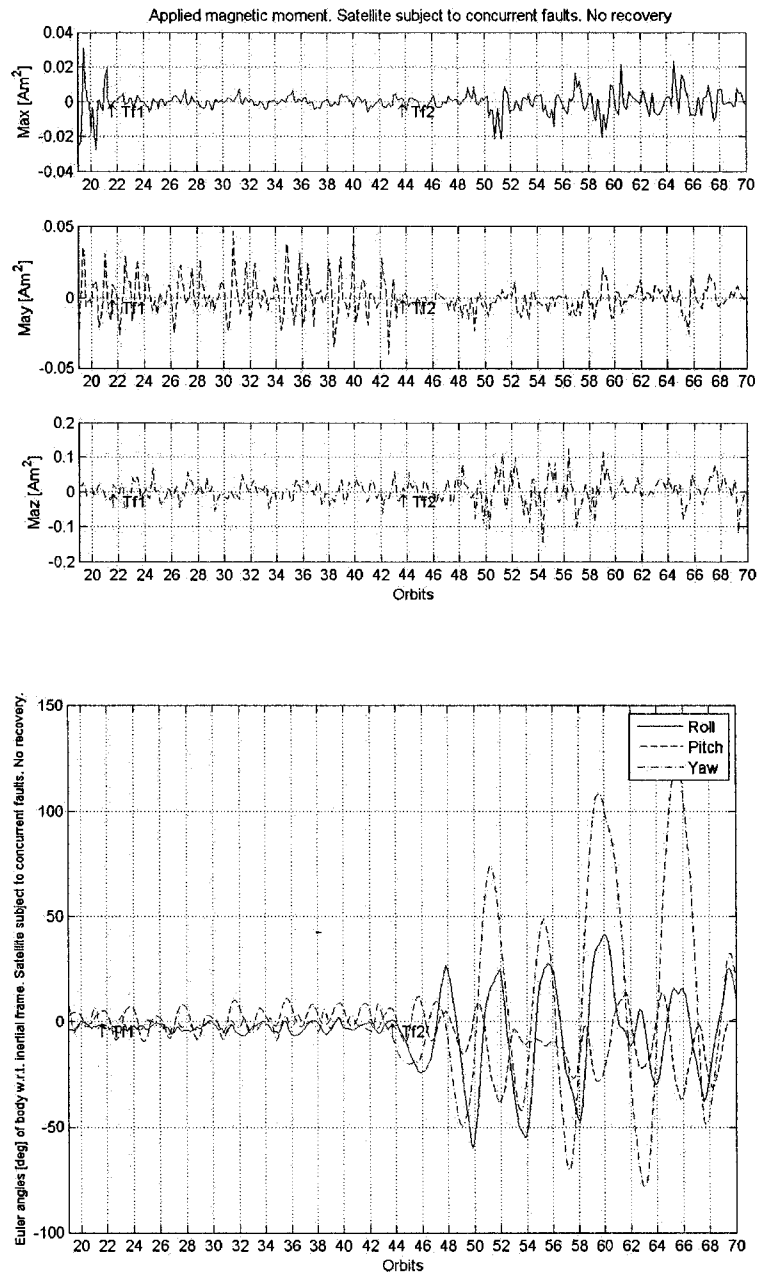 Applied magnetic moment. Satellite subject to concurrent faults. No recovery
Max [Am2]
0.04
0.02
0
-0.02
-0.04
↑ Tf1
↑ Tf2
20 22 24 26 28 30 32 34 36 38 40 42 44 46 48 50 52 54 56 58 60 62 64 66 68 70
May [Am2]
0.05
0
-0.05
↑ Tf1
↑ Tf2
20 22 24 26 28 30 32 34 36 38 40 42 44 46 48 50 52 54 56 58 60 62 64 66 68 70
Maz [Am2]
0.2
0.1
0
-0.1
-0.2
↑ Tf1
↑ Tf2
20 22 24 26 28 30 32 34 36 38 40 42 44 46 48 50 52 54 56 58 60 62 64 66 68 70
Orbits
Euler angles [deg] of body w.r.t. inertial frame. Satellite subject to concurrent faults. No recovery.
150
100
50
0
-50
-100
Roll
Pitch
Yaw
↑ Tf2
20 22 24 26 28 30 32 34 36 38 40 42 44 46 48 50 52 54 56 58 60 62 64 66 68 70
Orbits